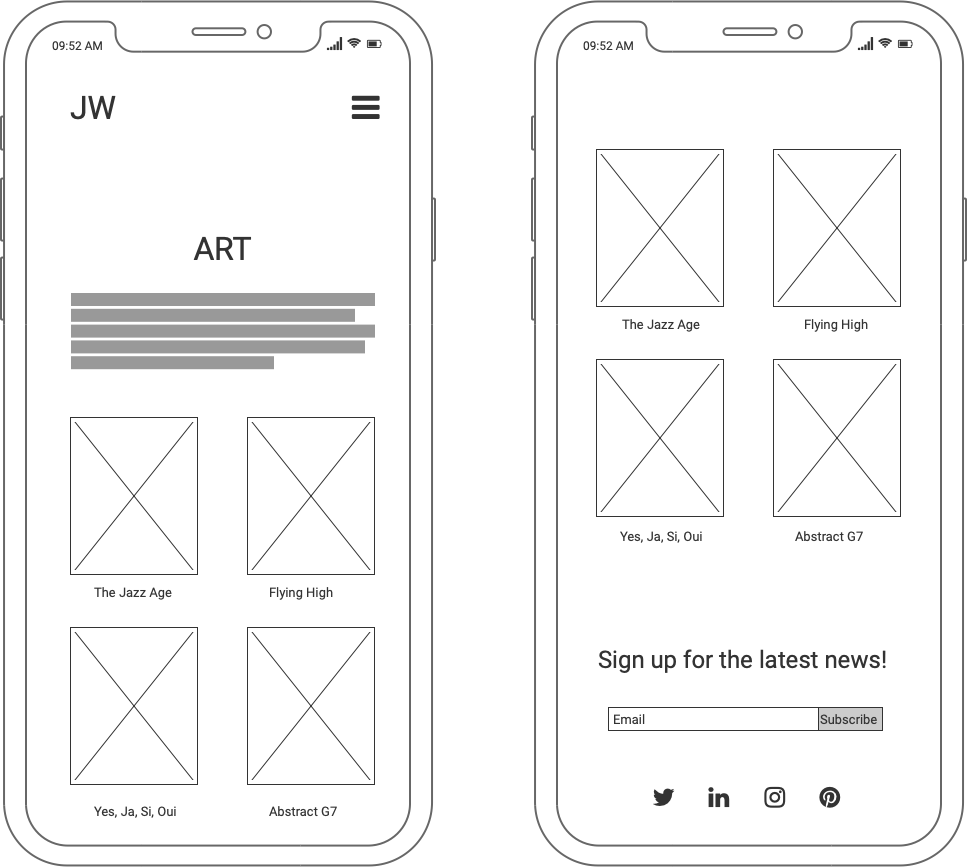 09:52 AM
JW
ART
The Jazz Age
Flying High
Yes, Ja, Si, Oui
Abstract G7
09:52 AM
The Jazz Age
Flying High
Yes, Ja, Si, Oui
Abstract G7
Sign up for the latest news!
Email
Subscribe
in